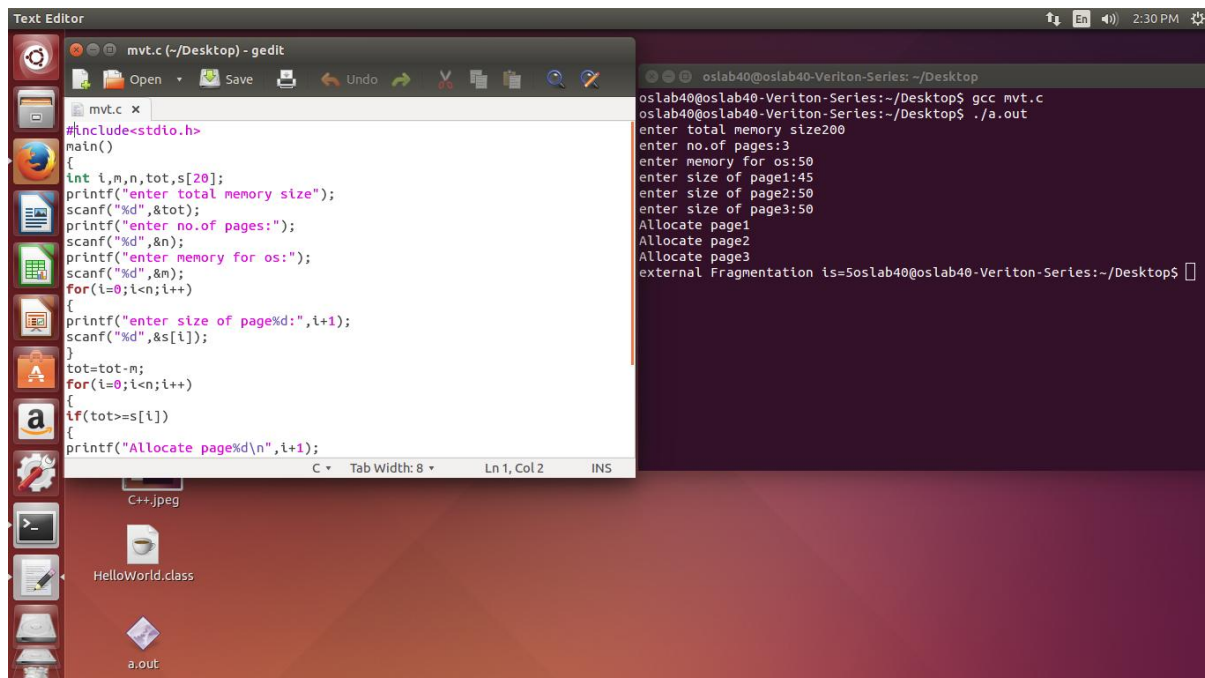 Text Editor
En
2:30 PM
mvt.c (~/Desktop) - gedit
Open
Save
Undo
mvt.c x
#include<stdio.h>
main()
{
int i,m,n,tot,s[20];
printf("enter total memory size");
scanf("%d",&tot);
printf("enter no.of pages:");
scanf("%d",&n);
printf("enter memory for os:");
scanf("%d",&m);
for(i=0;i<n;i++)
{
printf("enter size of page%d:",i+1);
scanf("%d",&s[i]);
}
tot=tot-m;
for(i=0;i<n;i++)
{
if(tot>=s[i])
{
printf("Allocate page%d\n",i+1);
C
Tab Width: 8
Ln 1, Col 2
INS
oslab40@oslab40-Veriton-Series: ~/Desktop
oslab40@oslab40-Veriton-Series:~/Desktop$ gcc mvt.c
oslab40@oslab40-Veriton-Series:~/Desktop$ ./a.out
enter total memory size200
enter no.of pages:3
enter memory for os:50
enter size of page1:45
enter size of page2:50
enter size of page3:50
Allocate page1
Allocate page2
Allocate page3
external Fragmentation is=5oslab40@oslab40-Veriton-Series:~/Desktop$
a
>_
C++.jpeg
HelloWorld.class
a.out